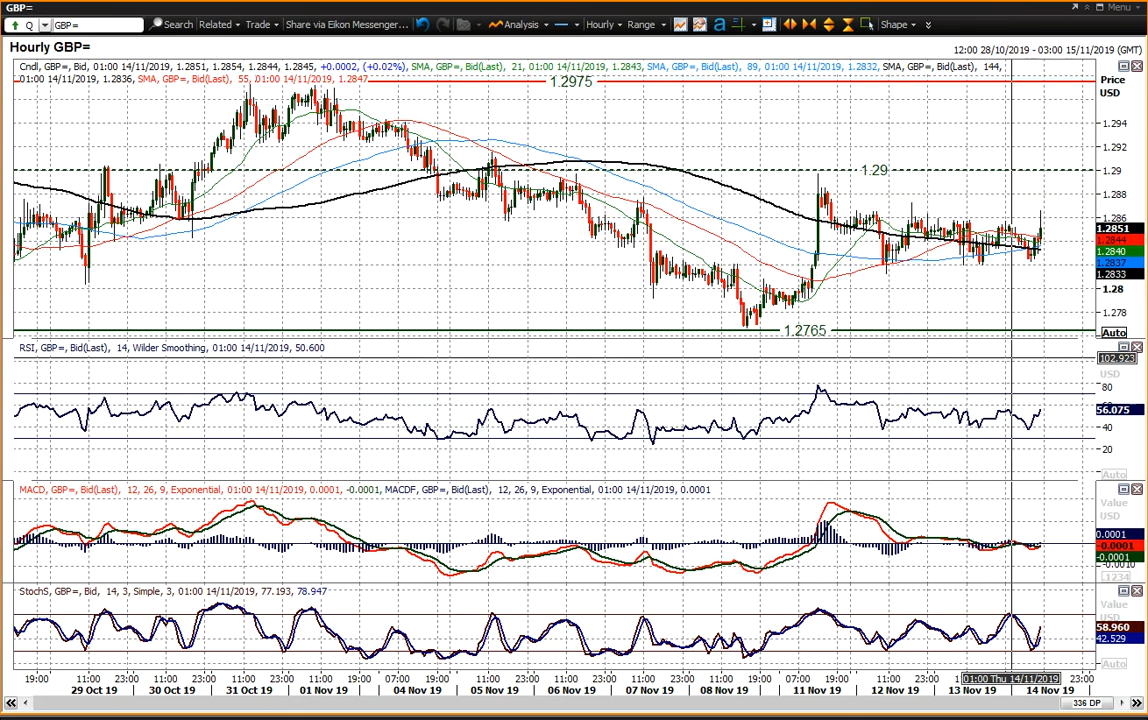 GBP=
Menu
Q GBP= Search Related Trade Share via Eikon Messenger... Analysis Hourly Range a Shape
Hourly GBP=
12:00 28/10/2019 - 03:00 15/11/2019 (GMT)
Cndl, GBP=, Bid, 01:00 14/11/2019, 1.2851, 1.2854, 1.2844, 1.2845, +0.0002, (+0.02%), SMA, GBP=, Bid(Last), 21, 01:00 14/11/2019, 1.2843, SMA, GBP=, Bid(Last), 89, 01:00 14/11/2019, 1.2832, SMA, GBP=, Bid(Last), 144,
01:00 14/11/2019, 1.2836, SMA, GBP=, Bid(Last), 55, 01:00 14/11/2019, 1.2847
Price
USD
1.2975
1.294
1.292
1.29
1.29
1.288
1.286
1.2851
1.2844
1.2840
1.2837
1.2833
1.28
1.278
1.2765
Auto
RSI, GBP=, Bid(Last), 14, Wilder Smoothing, 01:00 14/11/2019, 50.600
102.923
USD
80
56.075
40
20
Auto
MACD, GBP=, Bid(Last), 12, 26, 9, Exponential, 01:00 14/11/2019, 0.0001, -0.0001, MACDF, GBP=, Bid(Last), 12, 26, 9, Exponential, 01:00 14/11/2019, 0.0001
Value
USD
0.0001
-0.0001
-0.0001
-0.0010
.1234
StochS, GBP=, Bid, 14, 3, Simple, 3, 01:00 14/11/2019, 77.193, 78.947
Value
USD
58.960
42.529
Auto
19:00 11:00 23:00 11:00 23:00 11:00 23:00 11:00 19:00 11:00 23:00 11:00 23:00 11:00 23:00 11:00 23:00 11:00 19:00 07:00 19:00 11:00 23:00 01:00 Thu 14/11/2019 23:00
29 Oct 19 30 Oct 19 31 Oct 19 01 Nov 19 04 Nov 19 05 Nov 19 06 Nov 19 07 Nov 19 08 Nov 19 11 Nov 19 12 Nov 19 13 Nov 19 14 Nov 19
336 DP